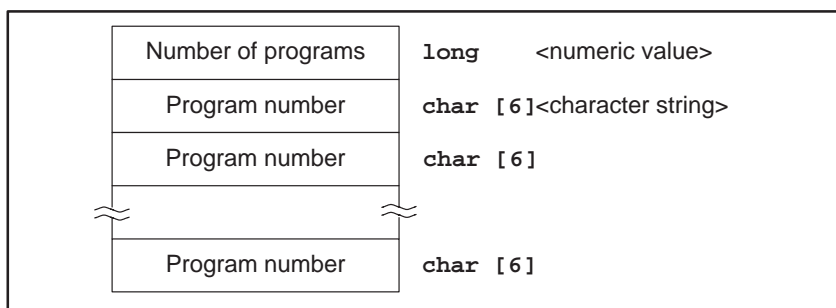 Number of programs long <numeric value>
Program number char [6]<character string>
Program number char [6]
Program number char [6]